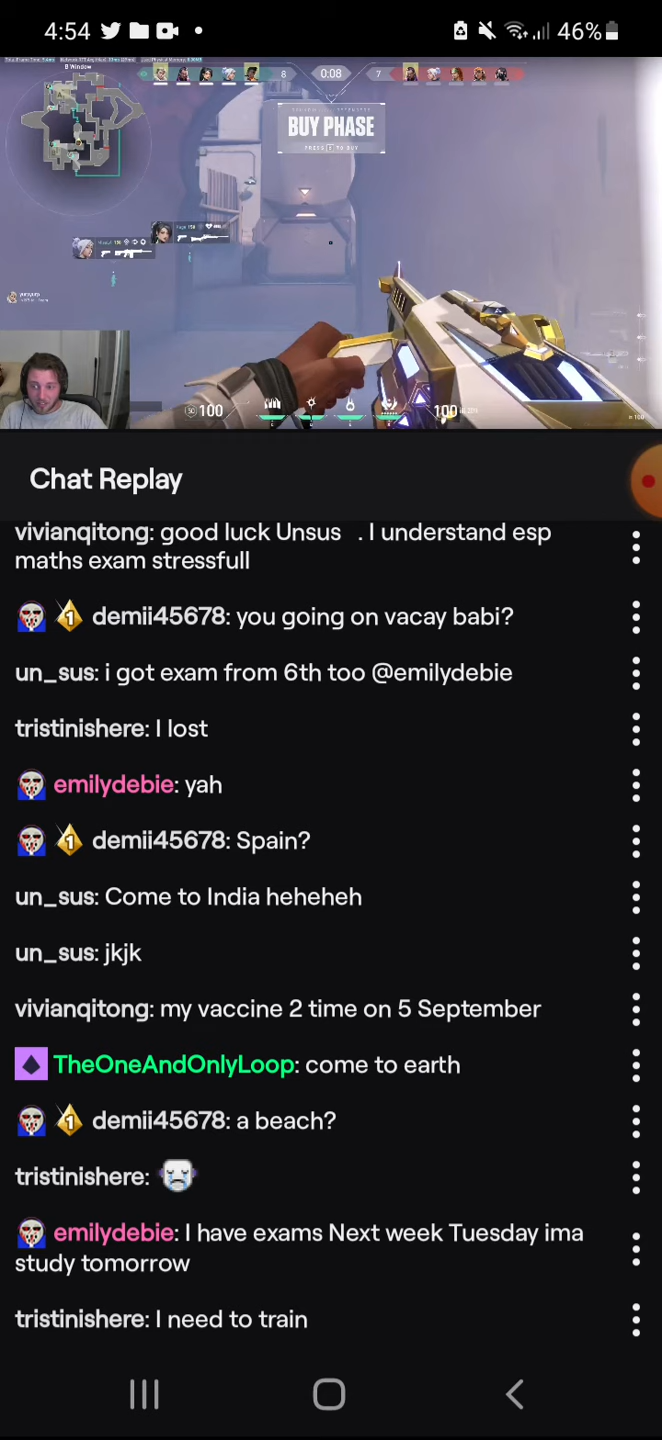 4:54
46%
B Window
8
0:08
7
BUY PHASE
100
100
Chat Replay
vivianqitong: good luck Unsus . I understand esp
maths exam stressfull
1 demii45678: you going on vacay babi?
un_sus: i got exam from 6th too @emilydebie
tristinishere: I lost
emilydebie: yah
1 demii45678: Spain?
un_sus: Come to India heheheh
un_sus: jkjk
vivianqitong: my vaccine 2 time on 5 September
TheOneAndOnlyLoop: come to earth
1 demii45678: a beach?
tristinishere:
emilydebie: I have exams Next week Tuesday ima
study tomorrow
tristinishere: I need to train